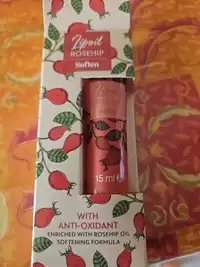 Lipoil
ROSEHIP
Soften
15 ml e
WITH
ANTI-OXIDANT
ENRICHED WITH ROSEHIP OIL
SOFTENING FORMULA